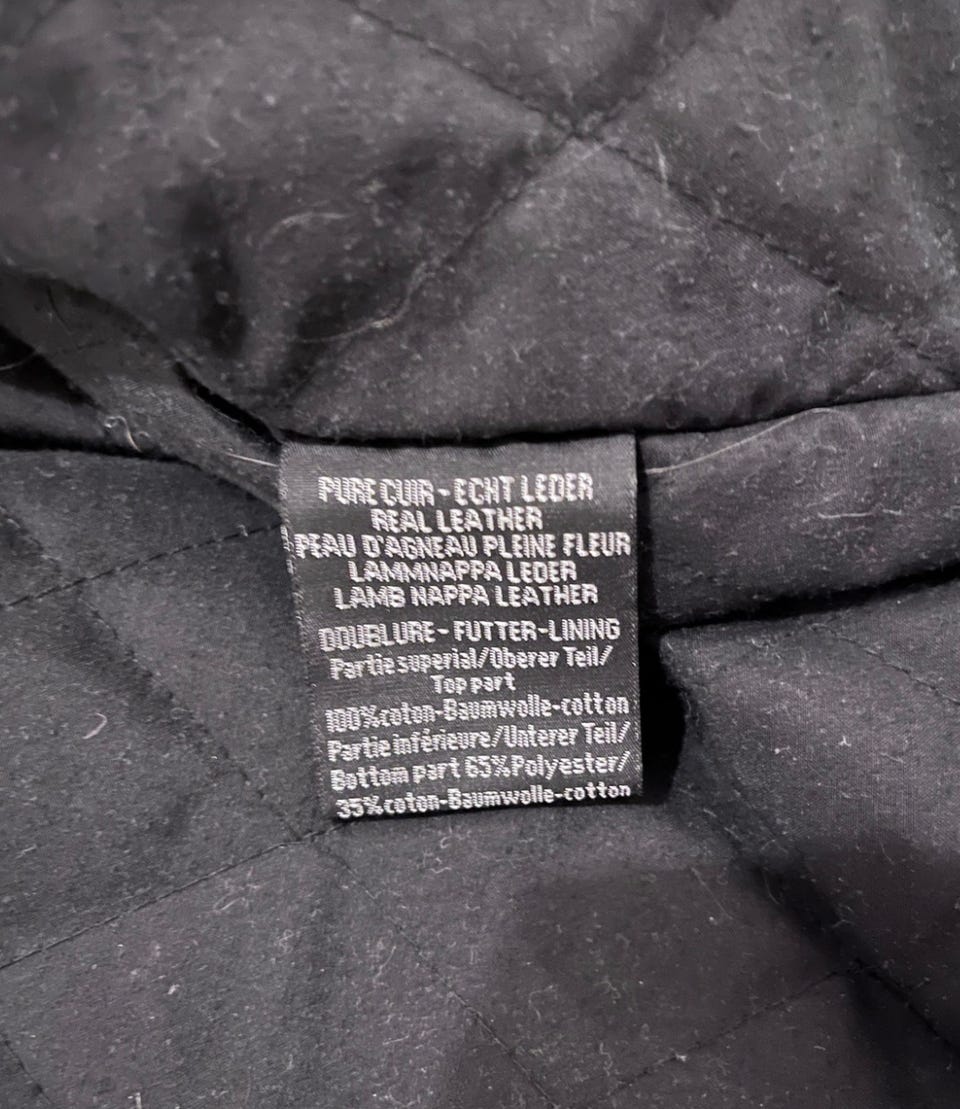 PURE CUIR - ECHT LEDER
REAL LEATHER
PEAU D'AGNEAU PLEINE FLEUR
LAMMNAPPA LEDER
LAMB NAPPA LEATHER
DOUBLURE - FUTTER-LINING
Partie superial/Oberer Teil/
Top part
100%coton-Baumwolle-cotton
Partie inférieure/Unterer Teil/
Bottom part 65%Polyester/
35%coton-Baumwolle-cotton